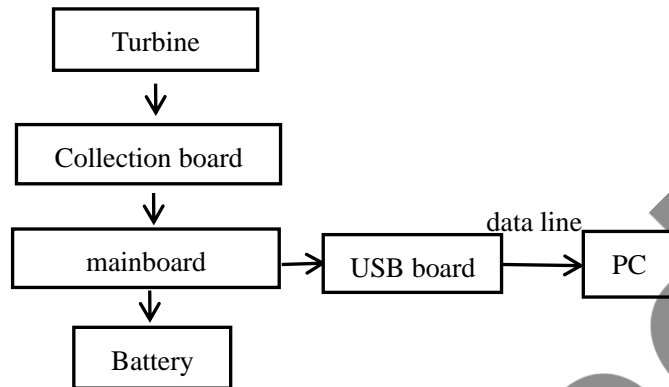 Turbine
Collection board
mainboard
USB board
data line
PC
Battery